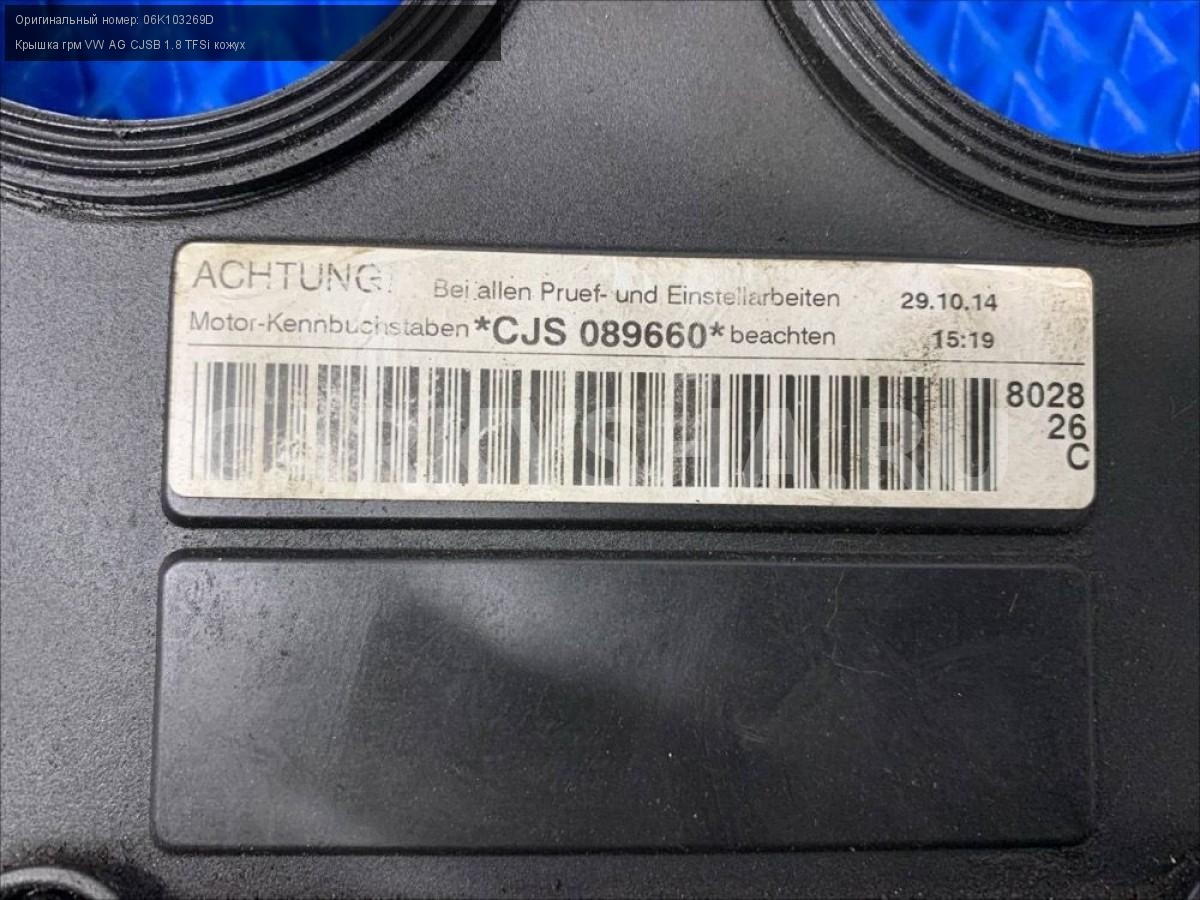 Оригинальный номер: 06K103269D
Крышка грм VW AG CJSB 1.8 TFSi кожух
ACHTUNG! Bei allen Pruef- und Einstellarbeiten 29.10.14
Motor-Kennbuchstaben *CJS 089660* beachten 15:19
8028
26
C